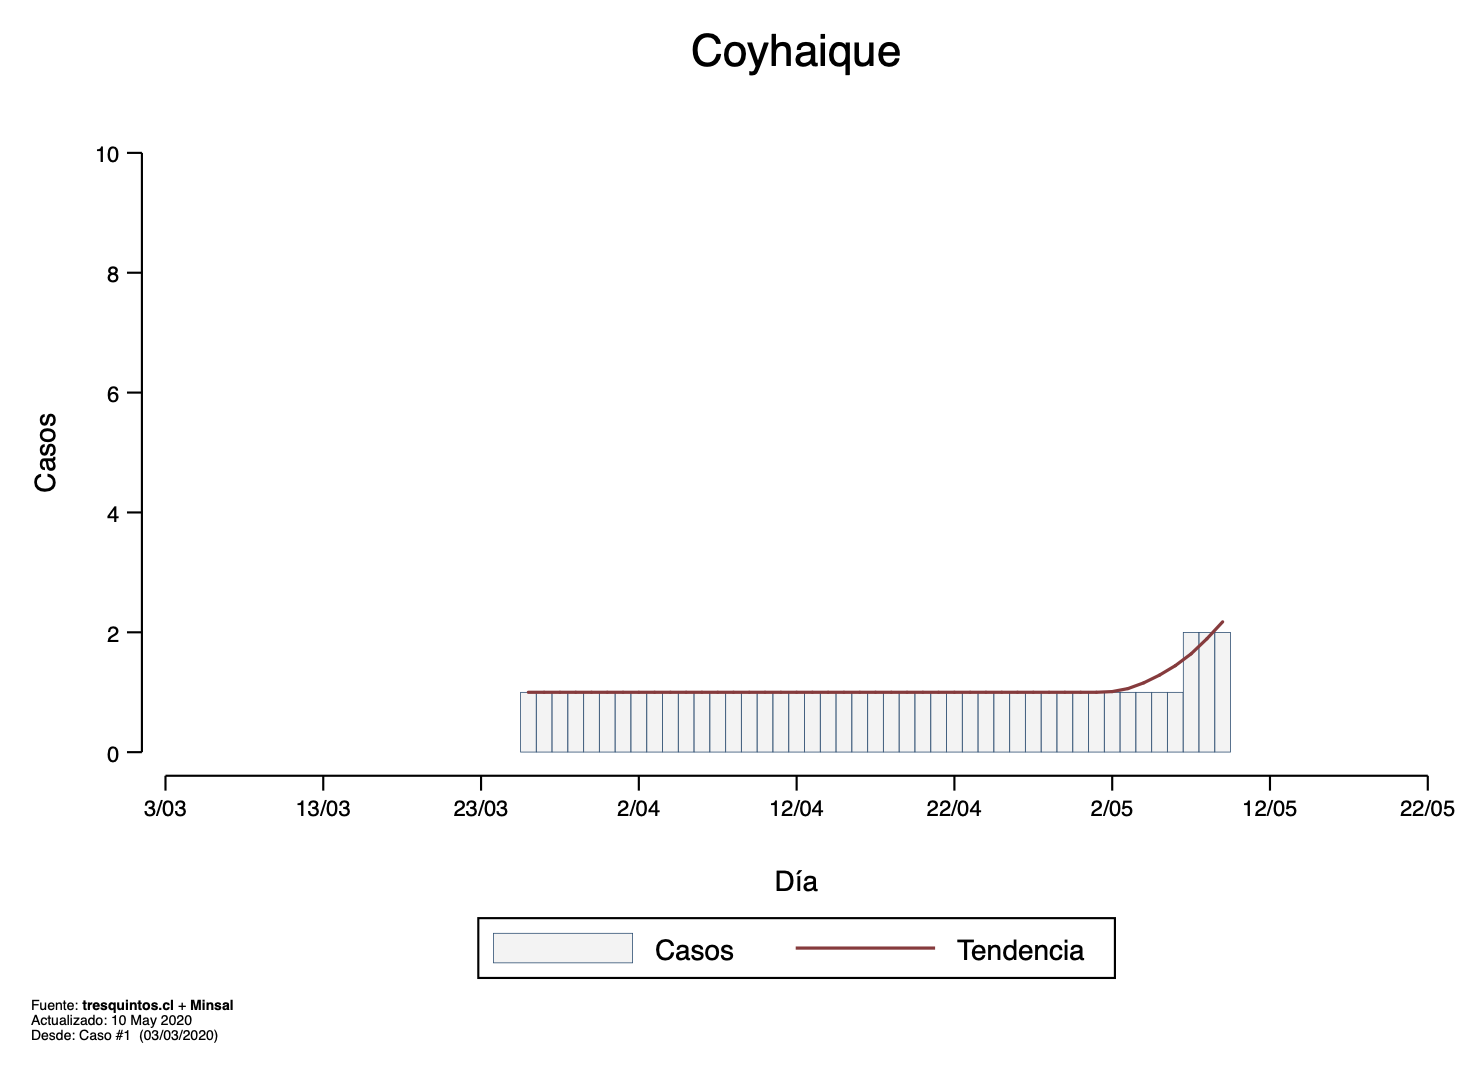 Coyhaique
10
8
6
4
2
0
Casos
3/03 13/03 23/03 2/04 12/04 22/04 2/05 12/05 22/05
Día
Casos Tendencia
Fuente: tresquintos.cl + Minsal
Actualizado: 10 May 2020
Desde: Caso #1 (03/03/2020)